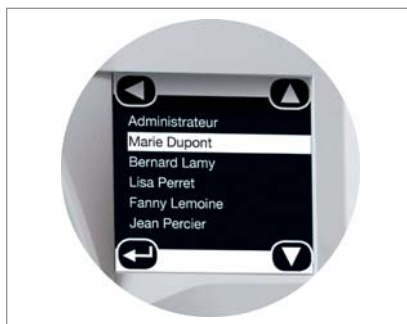 Administrateur
Marie Dupont
Bernard Lamy
Lisa Perret
Fanny Lemoine
Jean Percier